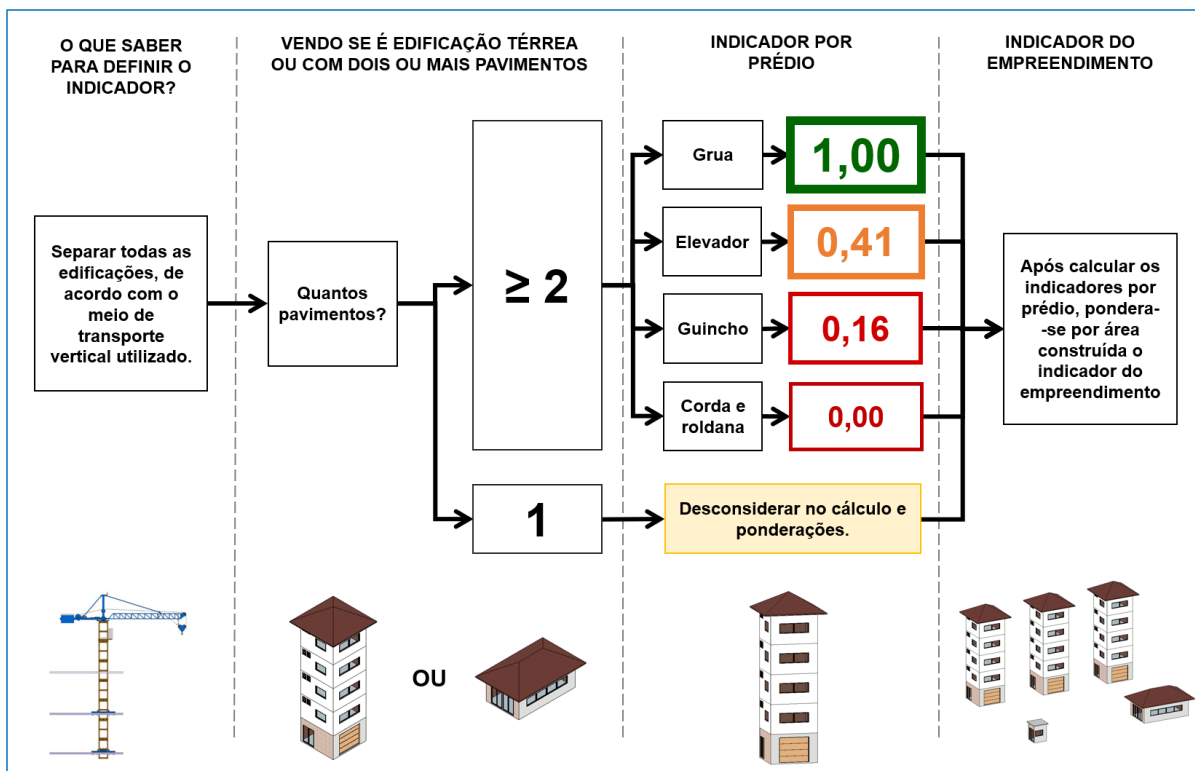 O QUE SABER
PARA DEFINIR O
INDICADOR?
VENDO SE É EDIFICAÇÃO TÉRREA
OU COM DOIS OU MAIS PAVIMENTOS
INDICADOR POR
PRÉDIO
INDICADOR DO
EMPREENDIMENTO
Separar todas as
edificações, de
acordo com o
meio de
transporte
vertical utilizado.
Quantos
pavimentos?
≥ 2
1
Grua
1,00
Elevador
0,41
Guincho
0,16
Corda e
roldana
0,00
Desconsiderar no cálculo e
ponderações.
Após calcular os
indicadores por
prédio, pondera-
-se por área
construída o
indicador do
empreendimento
OU